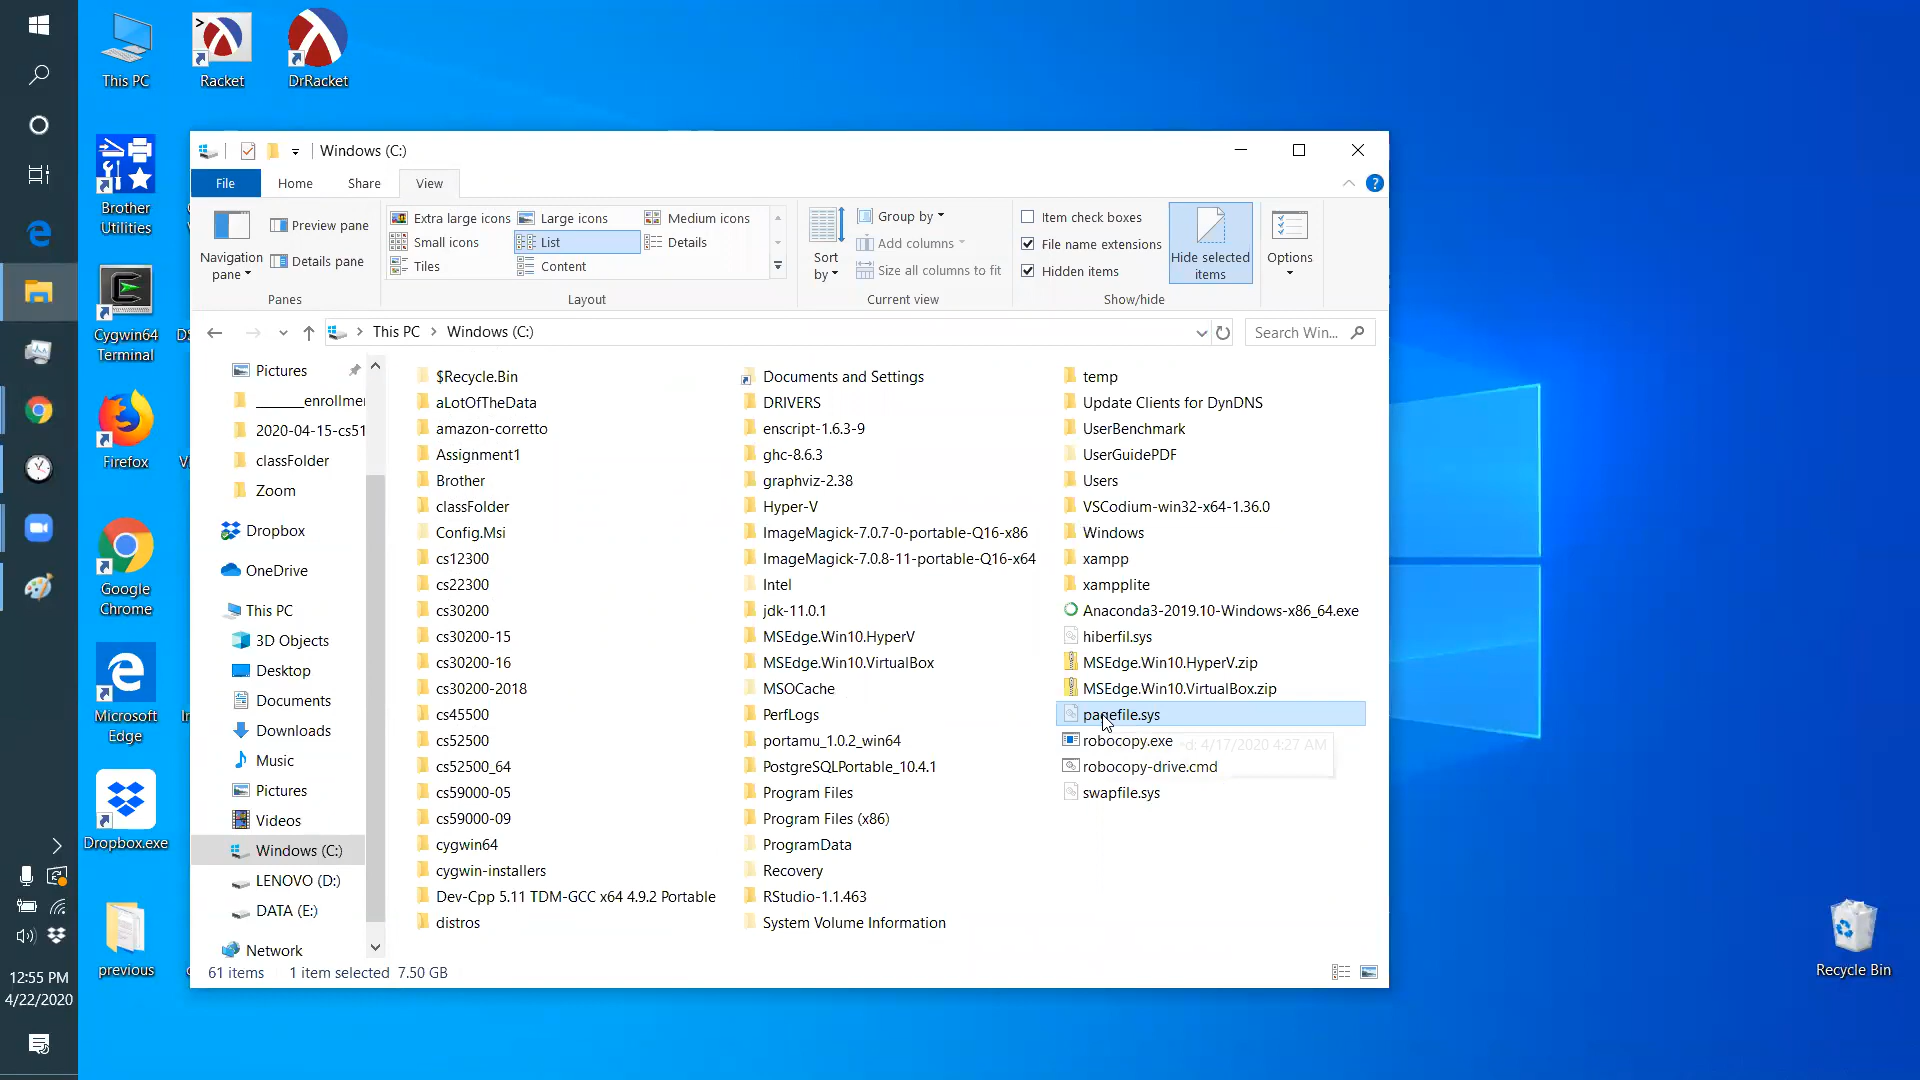 This PC
Racket
DrRacket
Brother
Utilities
Cygwin64
Terminal
Firefox
Google
Chrome
Microsoft
Edge
Dropbox.exe
previous
Recycle Bin
12:55 PM
4/22/2020
Windows (C:)
File
Home
Share
View
Navigation
pane
Preview pane
Details pane
Panes
Extra large icons
Large icons
Medium icons
Small icons
List
Details
Tiles
Content
Layout
Sort
by
Group by
Add columns
Size all columns to fit
Current view
Item check boxes
File name extensions
Hidden items
Hide selected
items
Show/hide
Options
This PC > Windows (C:)
Search Win...
Pictures
2020-04-15-cs51
classFolder
Zoom
Dropbox
OneDrive
This PC
3D Objects
Desktop
Documents
Downloads
Music
Pictures
Videos
Windows (C:)
LENOVO (D:)
DATA (E:)
Network
$Recycle.Bin
aLotOfTheData
amazon-corretto
Assignment1
Brother
classFolder
Config.Msi
cs12300
cs22300
cs30200
cs30200-15
cs30200-16
cs30200-2018
cs45500
cs52500
cs52500_64
cs59000-05
cs59000-09
cygwin64
cygwin-installers
Dev-Cpp 5.11 TDM-GCC x64 4.9.2 Portable
distros
Documents and Settings
DRIVERS
enscript-1.6.3-9
ghc-8.6.3
graphviz-2.38
Hyper-V
ImageMagick-7.0.7-0-portable-Q16-x86
ImageMagick-7.0.8-11-portable-Q16-x64
Intel
jdk-11.0.1
MSEdge.Win10.HyperV
MSEdge.Win10.VirtualBox
MSOCache
PerfLogs
portamu_1.0.2_win64
PostgreSQLPortable_10.4.1
Program Files
Program Files (x86)
ProgramData
Recovery
RStudio-1.1.463
System Volume Information
temp
Update Clients for DynDNS
UserBenchmark
UserGuidePDF
Users
VSCodium-win32-x64-1.36.0
Windows
xampp
xampplite
Anaconda3-2019.10-Windows-x86_64.exe
hiberfil.sys
MSEdge.Win10.HyperV.zip
MSEdge.Win10.VirtualBox.zip
pagefile.sys
robocopy.exe
4/17/2020 4:27 AM
robocopy-drive.cmd
swapfile.sys
61 items
1 item selected 7.50 GB